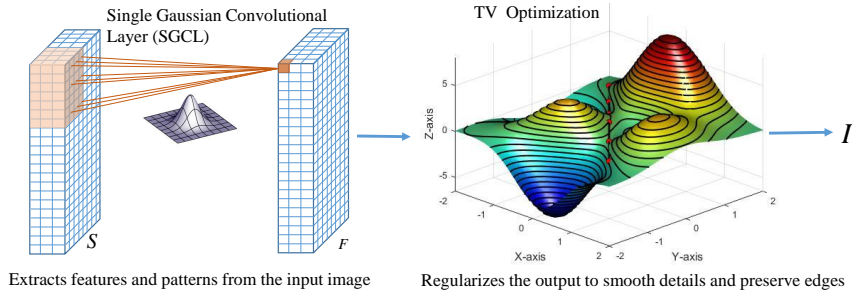 Single Gaussian Convolutional
Layer (SGCL)
S
F
Extracts features and patterns from the input image
TV Optimization
Z-axis
5
0
-5
-2
-1
0
1
2
X-axis
-2
-1
0
1
2
Y-axis
I
Regularizes the output to smooth details and preserve edges